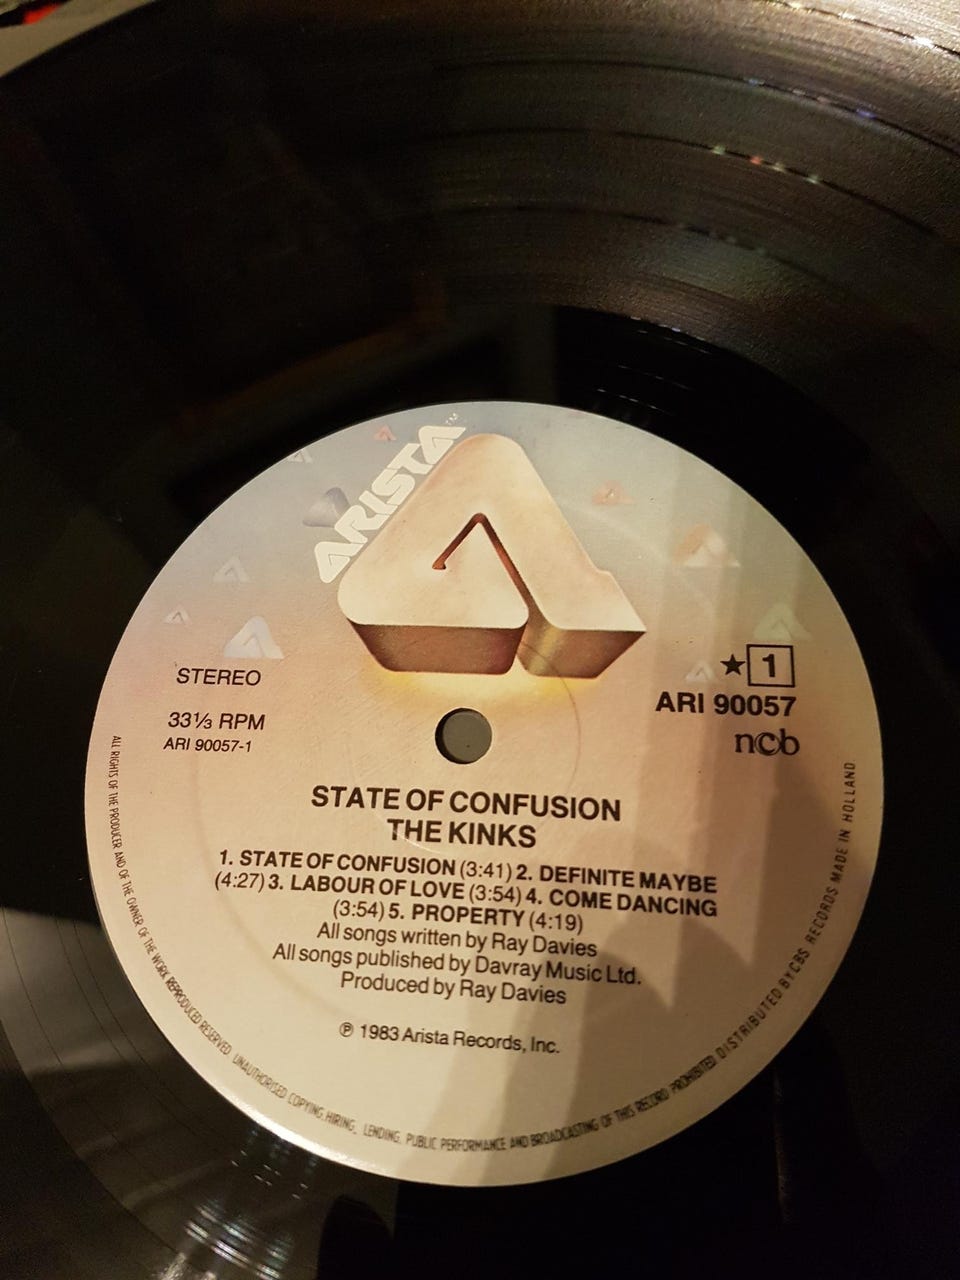 ARISTA™
STEREO
33⅓ RPM
ARI 90057-1
★ 1
ARI 90057
ncb
STATE OF CONFUSION
THE KINKS
1. STATE OF CONFUSION (3:41) 2. DEFINITE MAYBE
(4:27) 3. LABOUR OF LOVE (3:54) 4. COME DANCING
(3:54) 5. PROPERTY (4:19)
All songs written by Ray Davies
All songs published by Davray Music Ltd.
Produced by Ray Davies
℗ 1983 Arista Records, Inc.
ALL RIGHTS OF THE PRODUCER AND OF THE OWNER OF THE WORK REPRODUCED RESERVED UNAUTHORISED COPYING, HIRING, LENDING, PUBLIC PERFORMANCE AND BROADCASTING OF THIS RECORD PROHIBITED DISTRIBUTED BY CBS RECORDS MADE IN HOLLAND